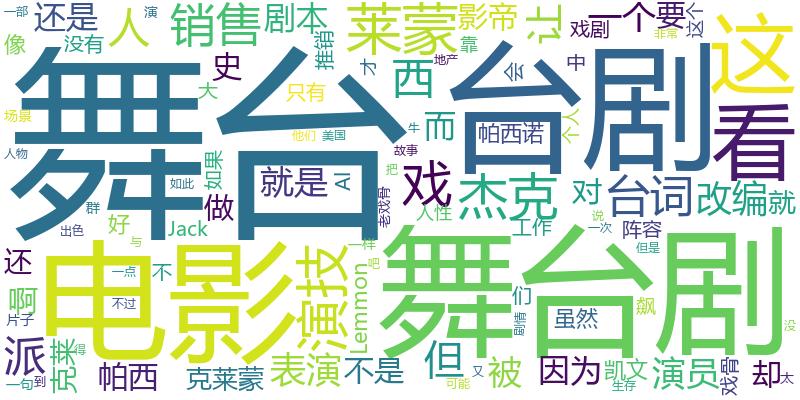 一部 演
还是
像
没有
人
销售
剧本
推销
莱蒙
影帝
靠
让
戏剧
一个
要
这个
非常
这
舞台
史
西
才
地产
会
中
台剧
看
大
只有
而
帕西诺
个人
场景
他们
美国
牛
人物
如此
如果
就是
AI
戏
故事
把
老戏骨
杰克
对
台词
改编
就
群
做
出色
好
与
Jack
人性
工作
说
一次
阵容
但是
还
一点
不
电影
演技
一样
吧
舞台剧
啊
不过
Lemmon
们
剧情
虽然
飙
没
片子
派
克莱
得
表演
不是
但
又
被
因为
凯文
演员
戏骨
却
太
一句
到
帕西
克莱蒙
可能
生存